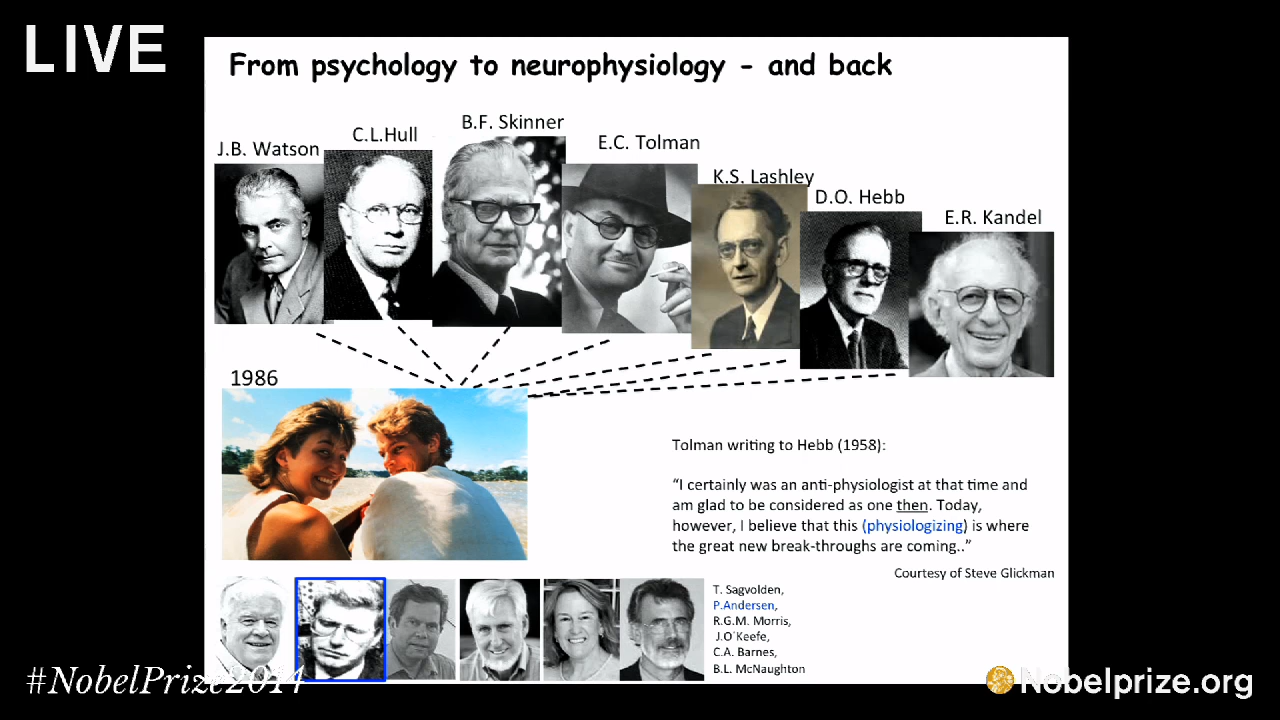 LIVE
From psychology to neurophysiology - and back
J.B. Watson
C.L.Hull
B.F. Skinner
E.C. Tolman
K.S. Lashley
D.O. Hebb
E.R. Kandel
1986
Tolman writing to Hebb (1958):
“I certainly was an anti-physiologist at that time and
am glad to be considered as one then. Today,
however, I believe that this (physiologizing) is where
the great new break-throughs are coming..”
Courtesy of Steve Glickman
T. Sagvolden,
P.Andersen,
R.G.M. Morris,
J.O´Keefe,
C.A. Barnes,
B.L. McNaughton
#NobelPrize2014
Nobelprize.org